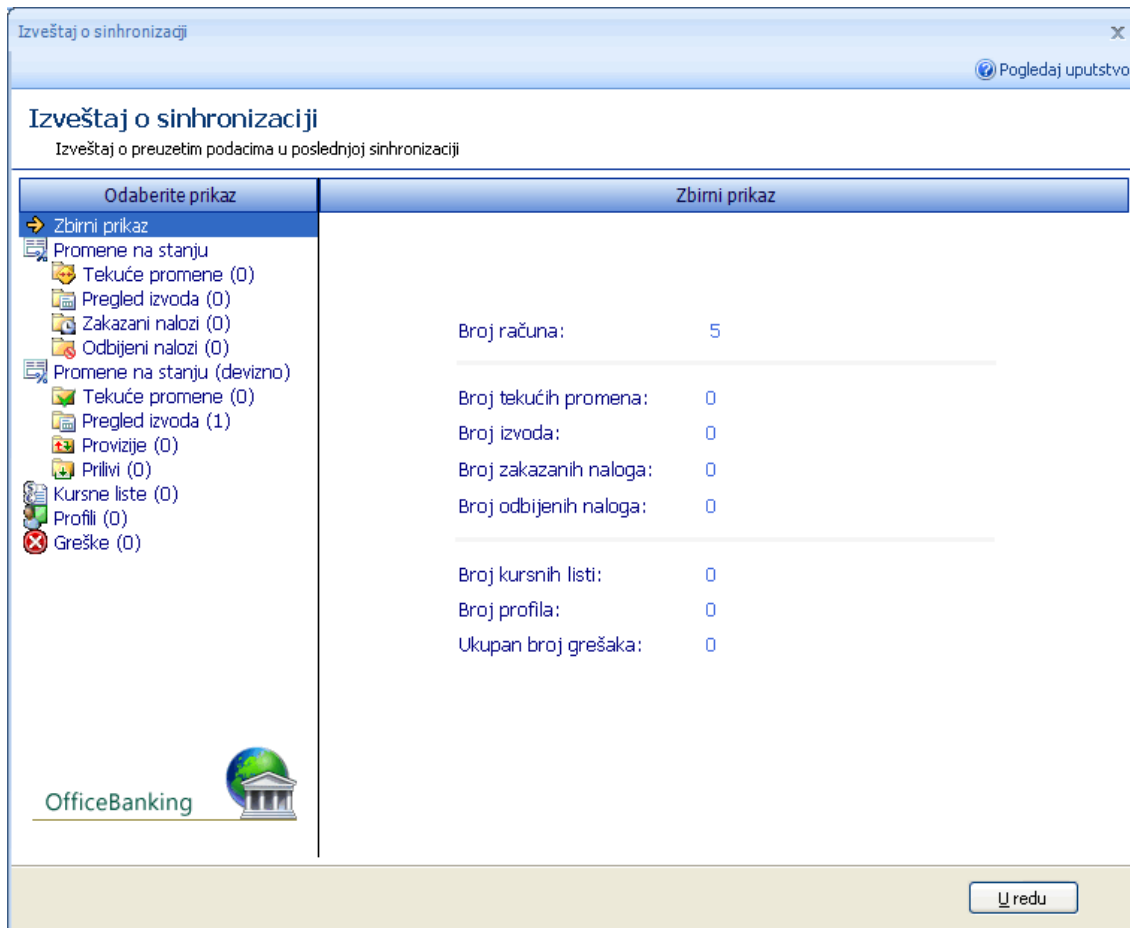 Izveštaj o sinhronizaciji
x
Pogledaj uputstvo
Izveštaj o sinhronizaciji
Izveštaj o preuzetim podacima u poslednjoj sinhronizaciji
Odaberite prikaz
Zbirni prikaz
Promene na stanju
Tekuće promene (0)
Pregled izvoda (0)
Zakazani nalozi (0)
Odbijeni nalozi (0)
Promene na stanju (devizno)
Tekuće promene (0)
Pregled izvoda (1)
Provizije (0)
Prilivi (0)
Kursne liste (0)
Profili (0)
Greške (0)
OfficeBanking
Zbirni prikaz
Broj računa: 5
Broj tekućih promena: 0
Broj izvoda: 0
Broj zakazanih naloga: 0
Broj odbijenih naloga: 0
Broj kursnih listi: 0
Broj profila: 0
Ukupan broj grešaka: 0
U redu